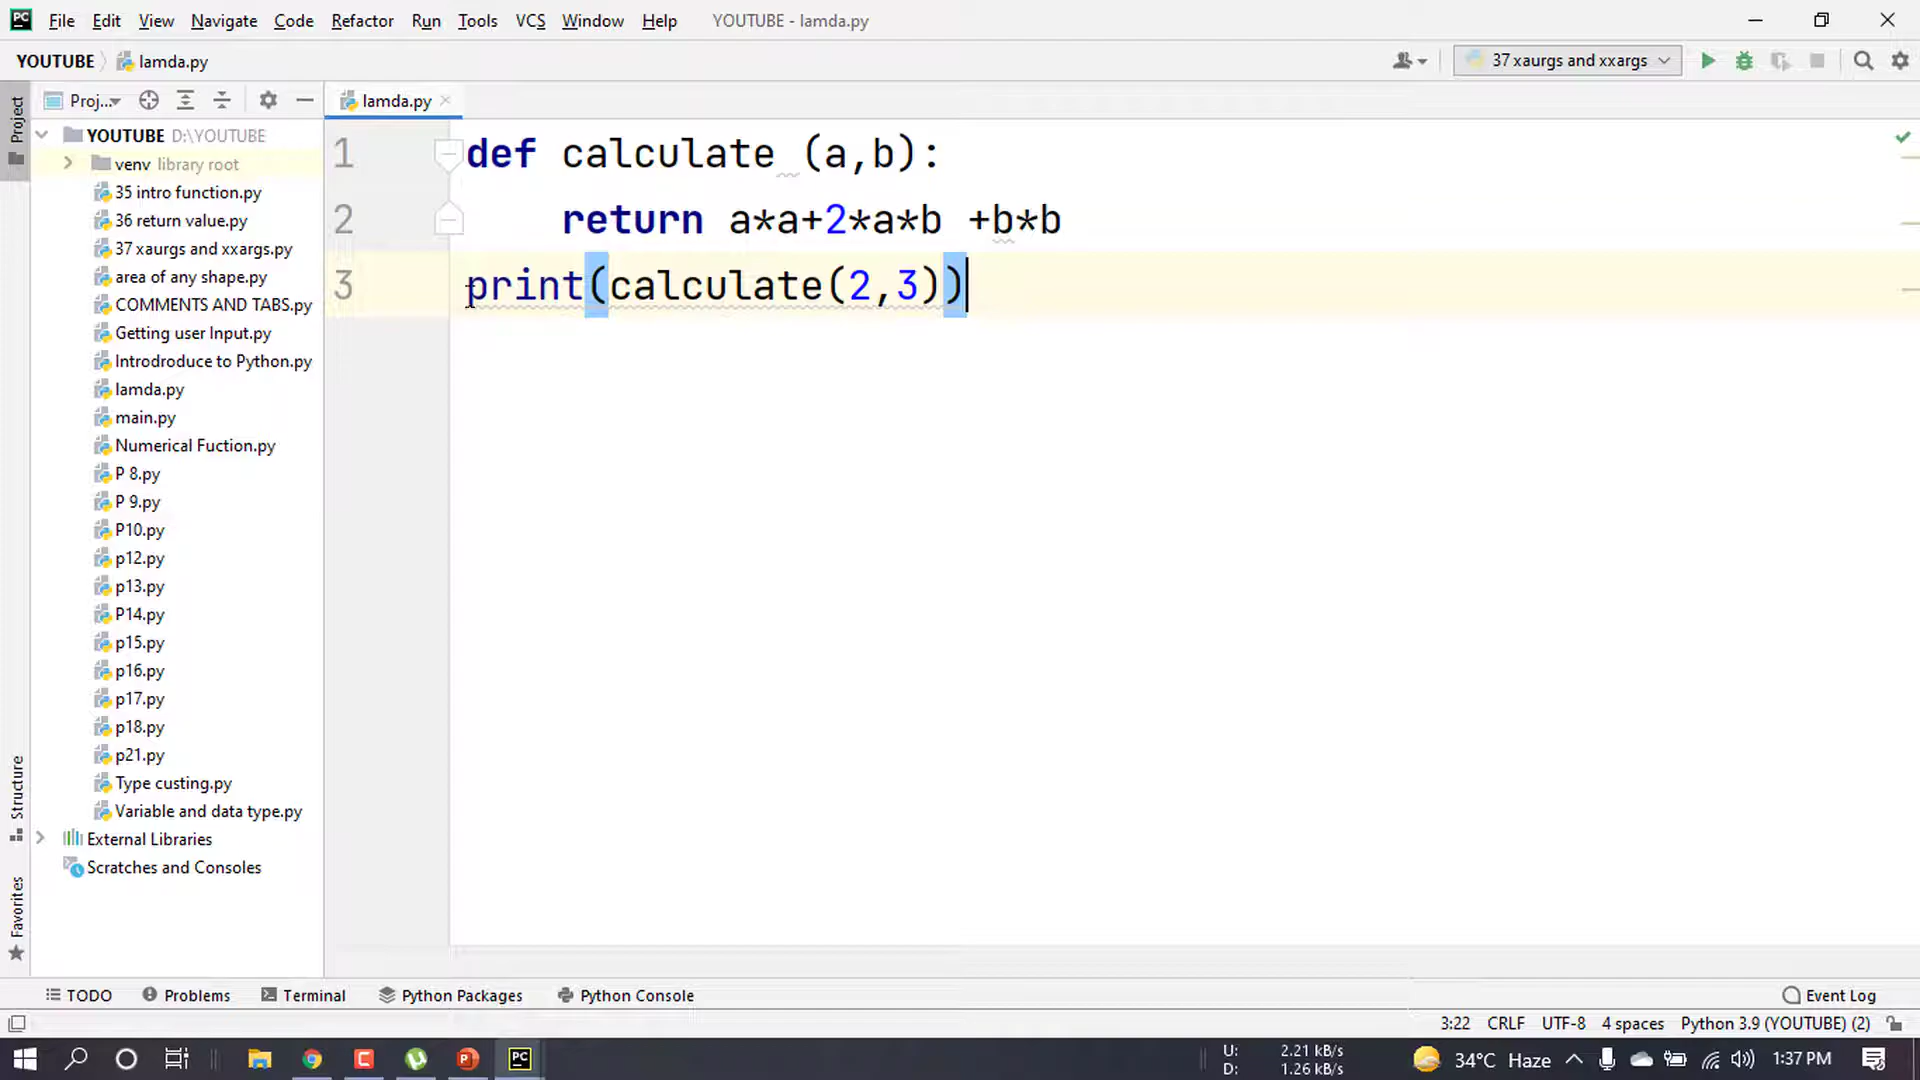 File Edit View Navigate Code Refactor Run Tools VCS Window Help YOUTUBE - lamda.py
YOUTUBE lamda.py 37 xaurgs and xxargs
Project Proj... lamda.py
YOUTUBE D:\YOUTUBE
venv library root
35 intro function.py
36 return value.py
37 xaurgs and xxargs.py
area of any shape.py
COMMENTS AND TABS.py
Getting user Input.py
Introdroduce to Python.py
lamda.py
main.py
Numerical Fuction.py
P 8.py
P 9.py
P10.py
p12.py
p13.py
P14.py
p15.py
p16.py
p17.py
p18.py
p21.py
Type custing.py
Variable and data type.py
External Libraries
Scratches and Consoles
Structure
Favorites
1 def calculate (a,b):
2 return a*a+2*a*b +b*b
3 print(calculate(2,3))
TODO Problems Terminal Python Packages Python Console Event Log
3:22 CRLF UTF-8 4 spaces Python 3.9 (YOUTUBE) (2)
U: 2.21 kB/s
D: 1.26 kB/s
34°C Haze 1:37 PM